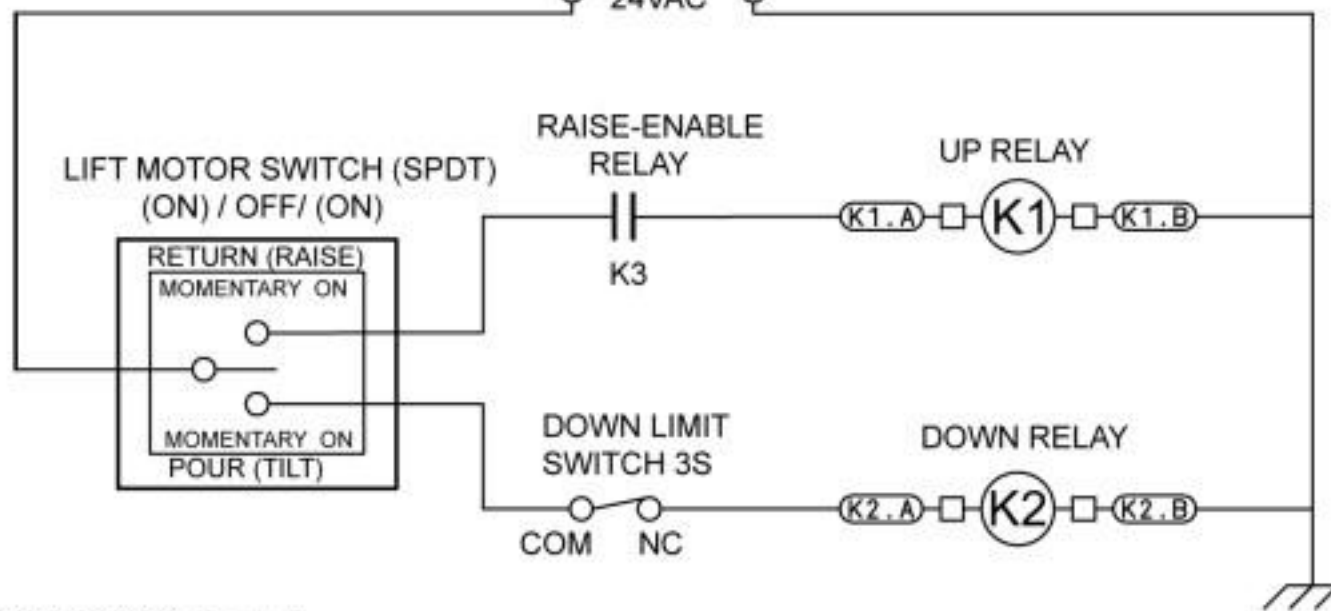 24VAC
RAISE-ENABLE
RELAY
UP RELAY
LIFT MOTOR SWITCH (SPDT)
(ON) / OFF/ (ON)
K1.A
K1
K1.B
RETURN (RAISE)
MOMENTARY ON
K3
MOMENTARY ON
POUR (TILT)
DOWN LIMIT
SWITCH 3S
DOWN RELAY
K2.A
K2
K2.B
COM NC